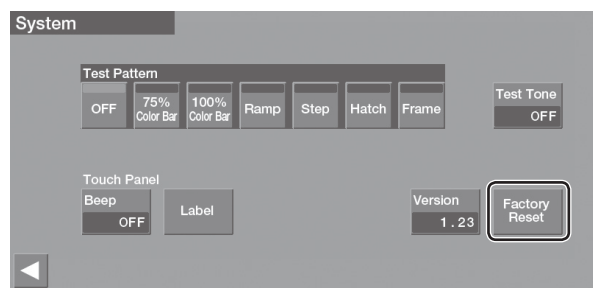 System
Test Pattern
OFF
75%
Color Bar
100%
Color Bar
Ramp
Step
Hatch
Frame
Test Tone
OFF
Touch Panel
Beep
OFF
Label
Version
1.23
Factory
Reset